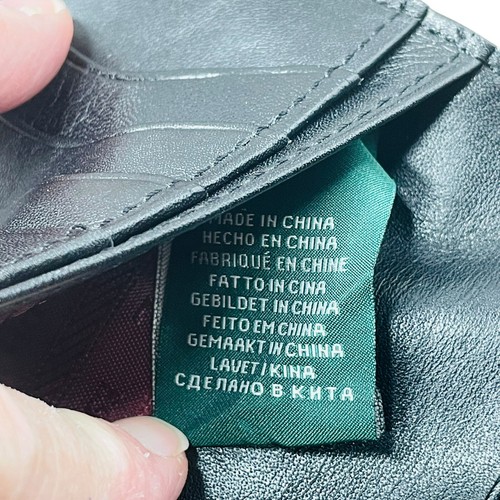 MADE IN CHINA
HECHO EN CHINA
FABRIQUÉ EN CHINE
FATTO IN CINA
GEBILDET IN CHINA
FEITO EM CHINA
GEMAAKT IN CHINA
LAVET I KINA
СДЕЛАНО В КИТА